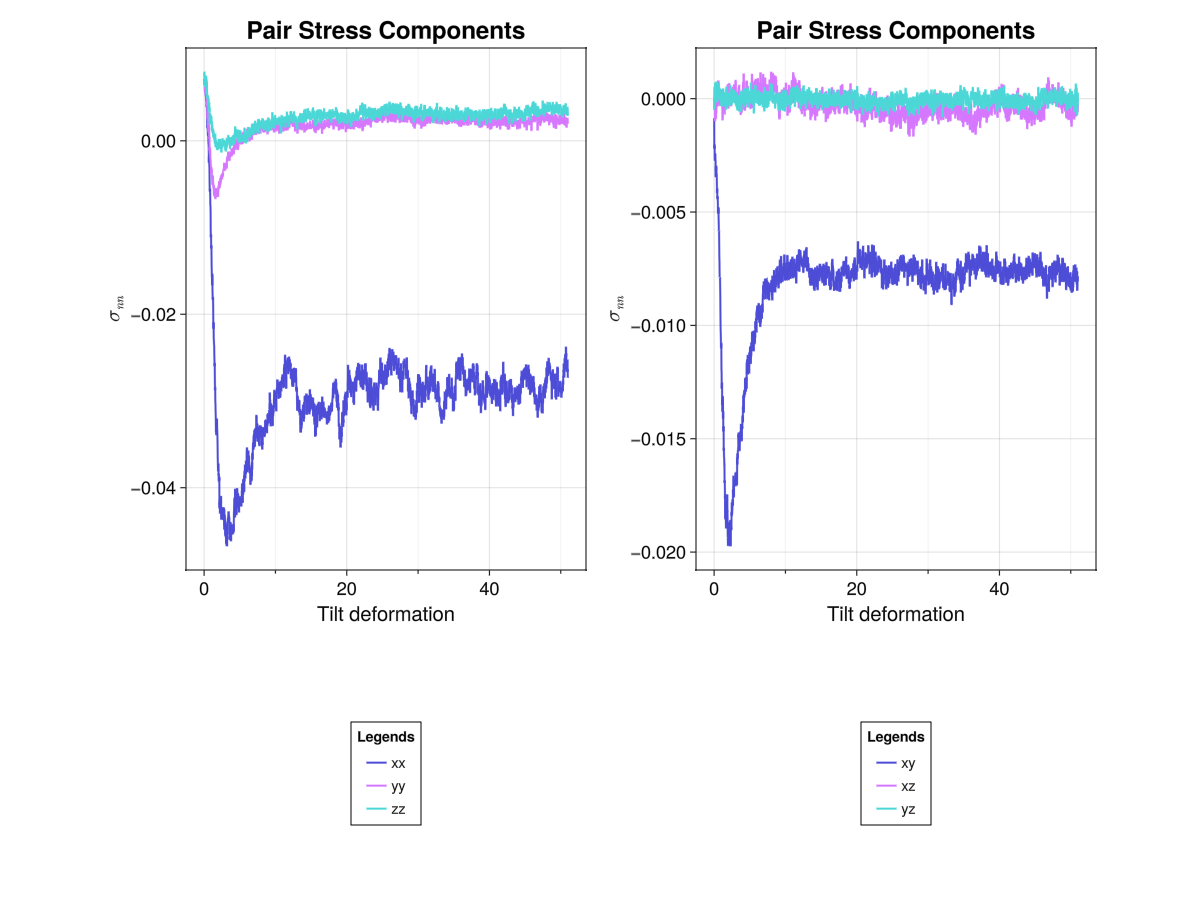 Pair Stress Components
σnn
0.00
−0.02
−0.04
0 20 40
Tilt deformation
Legends
xx
yy
zz
Pair Stress Components
σnn
0.000
−0.005
−0.010
−0.015
−0.020
0 20 40
Tilt deformation
Legends
xy
xz
yz